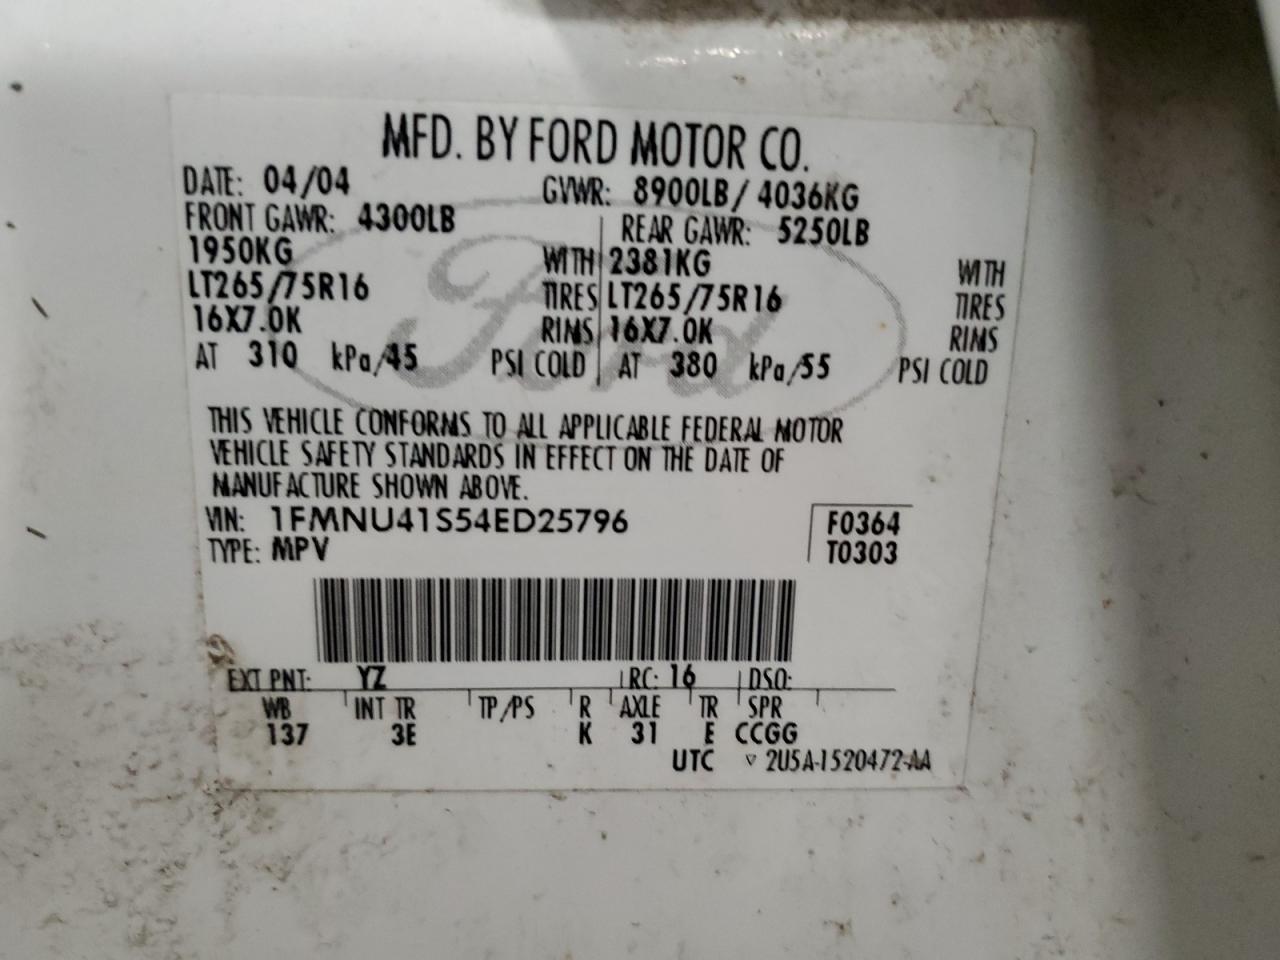 MFD. BY FORD MOTOR CO.
DATE: 04/04 GVWR: 8900LB/ 4036KG
FRONT GAWR: 4300LB REAR GAWR: 5250LB
1950KG WITH 2381KG WITH
LT265/75R16 TIRES LT265/75R16 TIRES
16X7.0K RIMS 16X7.0K RIMS
AT 310 kPa/45 PSI COLD AT 380 kPa/55 PSI COLD
Ford
THIS VEHICLE CONFORMS TO ALL APPLICABLE FEDERAL MOTOR
VEHICLE SAFETY STANDARDS IN EFFECT ON THE DATE OF
MANUFACTURE SHOWN ABOVE.
VIN: 1FMNU41S54ED25796 F0364
TYPE: MPV T0303
EXT PNT: YZ RC: 16 DSO:
WB INT TR TP/PS R AXLE TR SPR
137 3E K 31 E CCGG
UTC ▽ 2U5A-1520472-AA